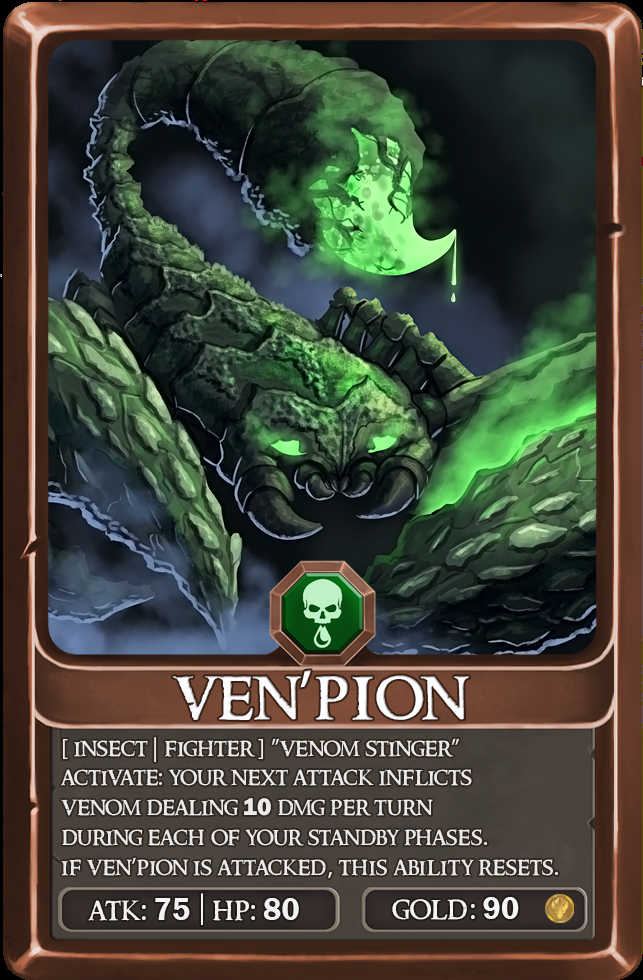 VEN'PION
[ INSECT | FIGHTER ] "VENOM STINGER"
ACTIVATE: YOUR NEXT ATTACK INFLICTS
VENOM DEALING 10 DMG PER TURN
DURING EACH OF YOUR STANDBY PHASES.
IF VEN'PION IS ATTACKED, THIS ABILITY RESETS.
ATK: 75 | HP: 80
GOLD: 90